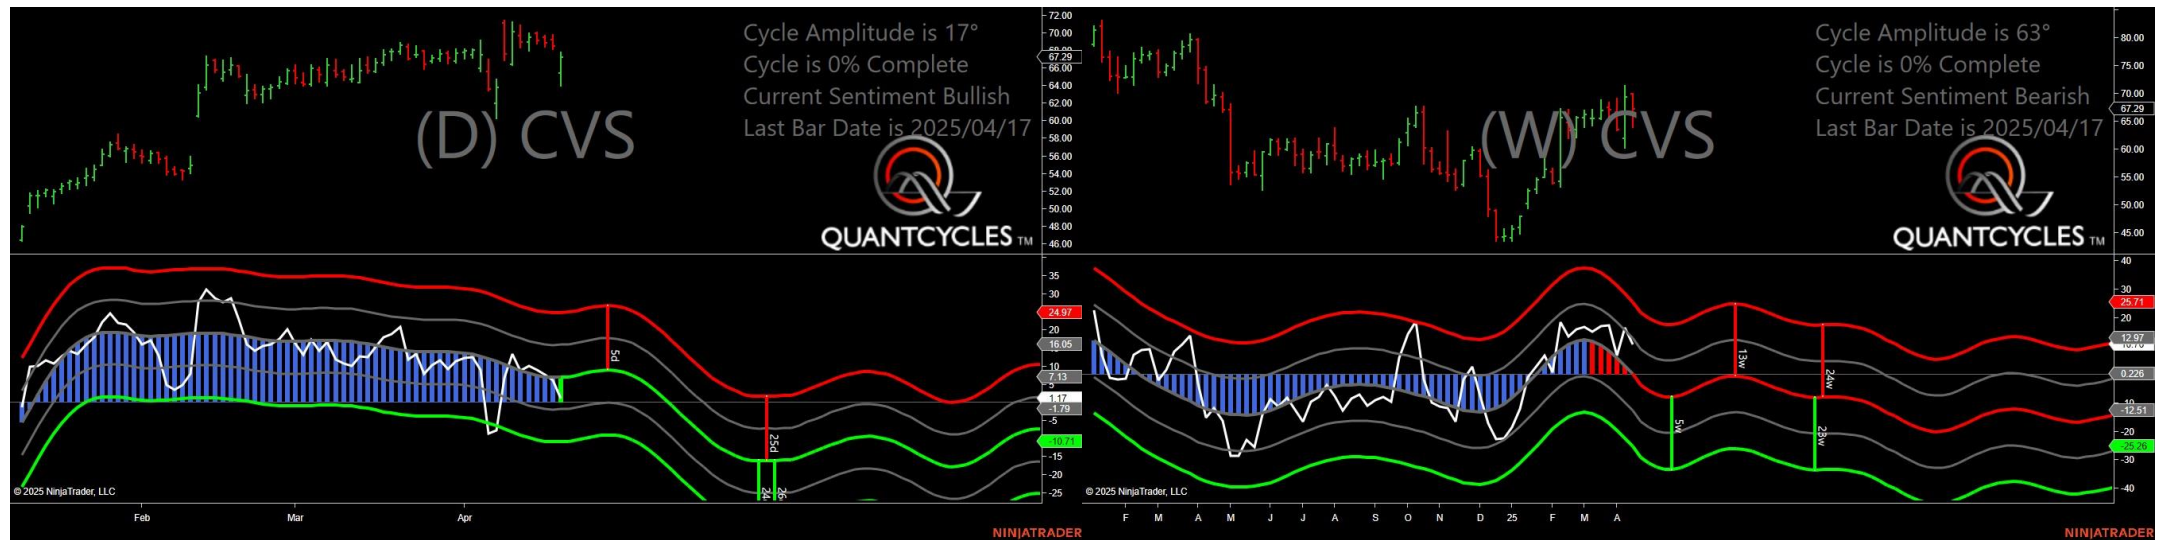 Cycle Amplitude is 17°
Cycle is 0% Complete
Current Sentiment Bullish
Last Bar Date is 2025/04/17
(D) CVS
QUANTCYCLES TM
72.00
70.00
67.29
66.00
64.00
62.00
60.00
58.00
56.00
54.00
52.00
50.00
48.00
46.00
35
30
24.97
20
16.05
10
7.13
5
1.17
-1.79
-5
-10.71
-15
-20
-25
5d
25d
24
26
© 2025 NinjaTrader, LLC
Feb Mar Apr
NINJATRADER
Cycle Amplitude is 63°
Cycle is 0% Complete
Current Sentiment Bearish
Last Bar Date is 2025/04/17
(W) CVS
QUANTCYCLES TM
80.00
75.00
70.00
67.29
65.00
60.00
55.00
50.00
45.00
40
30
25.71
20
12.97
0.226
-12.51
-20
-25.26
-30
-40
13w
24w
5w
23w
© 2025 NinjaTrader, LLC
F M A M J J A S O N D 25 F M A
NINJATRADER